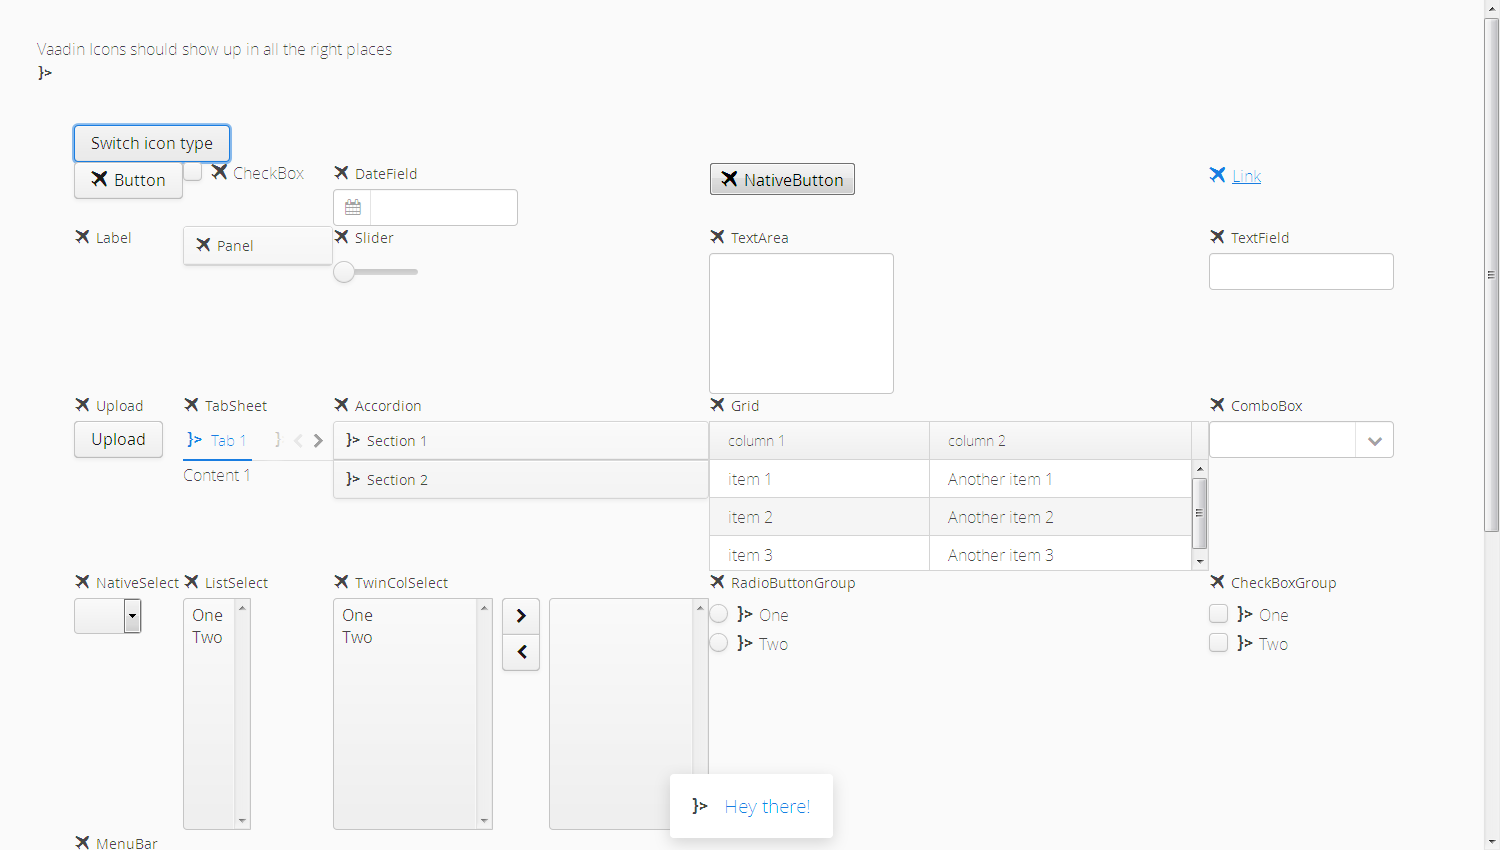 Vaadin Icons should show up in all the right places
}>
Switch icon type
Button
CheckBox
DateField
NativeButton
Link
Label
Panel
Slider
TextArea
TextField
Upload
TabSheet
Accordion
Grid
ComboBox
Upload
}> Tab 1
}
}> Section 1
column 1
column 2
Content 1
}> Section 2
item 1
Another item 1
item 2
Another item 2
item 3
Another item 3
NativeSelect
ListSelect
TwinColSelect
RadioButtonGroup
CheckBoxGroup
One
Two
One
Two
}> One
}> Two
}> One
}> Two
}> Hey there!
MenuBar